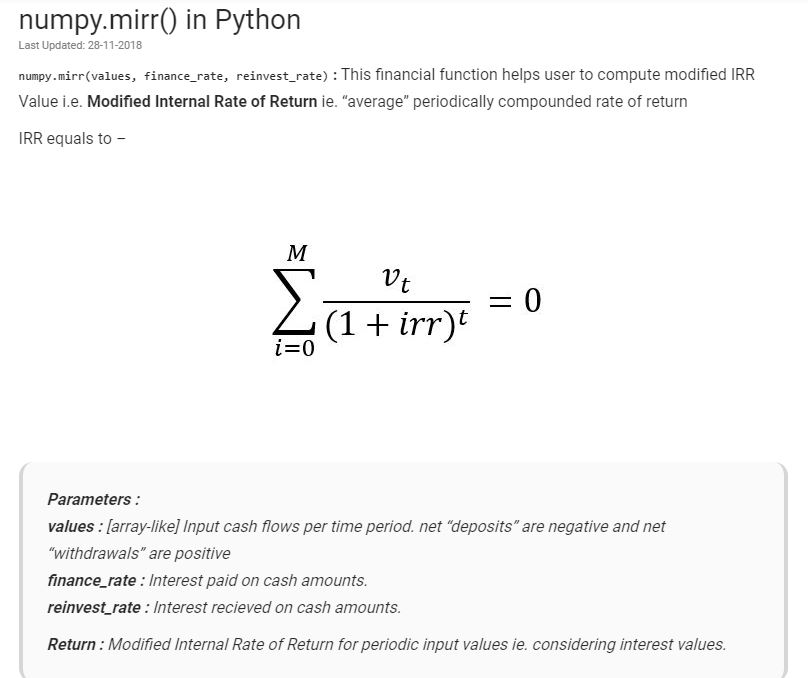 numpy.mirr() in Python
Last Updated: 28-11-2018
numpy.mirr(values, finance_rate, reinvest_rate) : This financial function helps user to compute modified IRR
Value i.e. Modified Internal Rate of Return ie. “average” periodically compounded rate of return
IRR equals to –
M
∑ v_t / (1 + irr)^t = 0
i=0
Parameters :
values : [array-like] Input cash flows per time period. net “deposits” are negative and net
“withdrawals” are positive
finance_rate : Interest paid on cash amounts.
reinvest_rate : Interest recieved on cash amounts.
Return : Modified Internal Rate of Return for periodic input values ie. considering interest values.